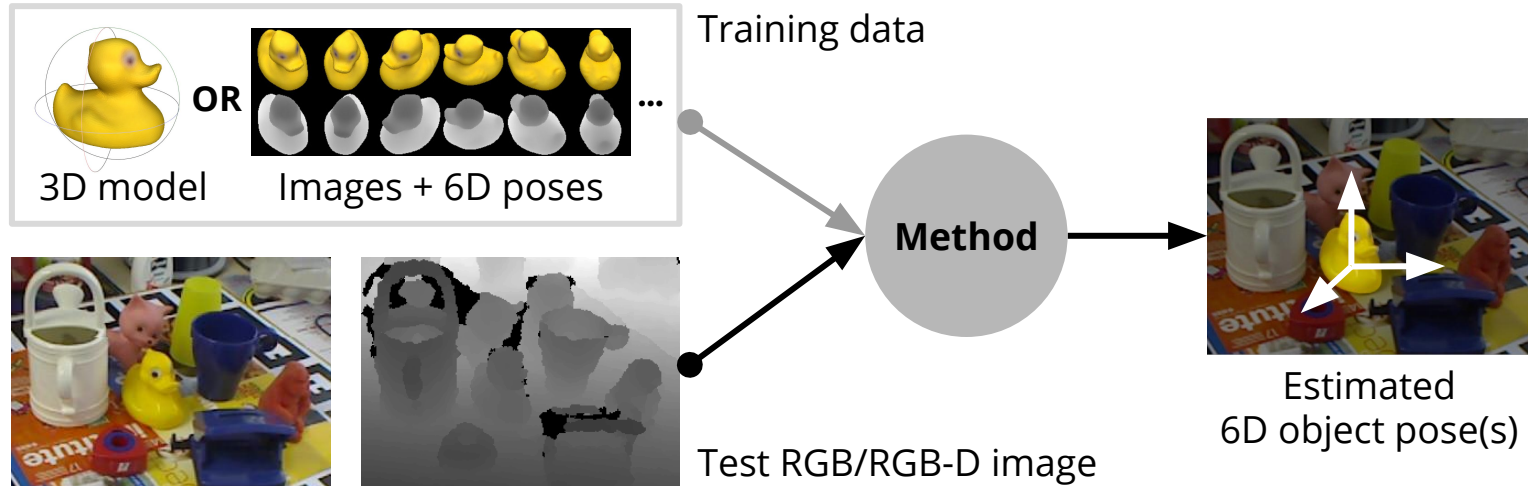 Training data
OR
...
3D model
Images + 6D poses
Method
Estimated
6D object pose(s)
Test RGB/RGB-D image